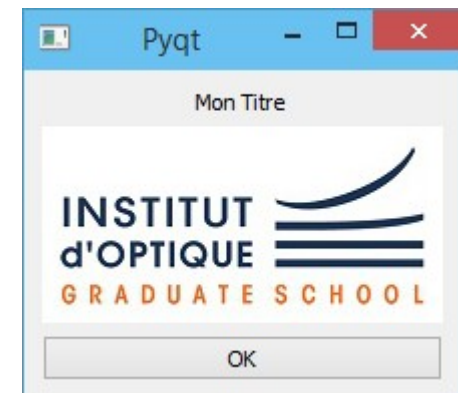 Pyqt
Mon Titre
INSTITUT
d'OPTIQUE
GRADUATE SCHOOL
OK